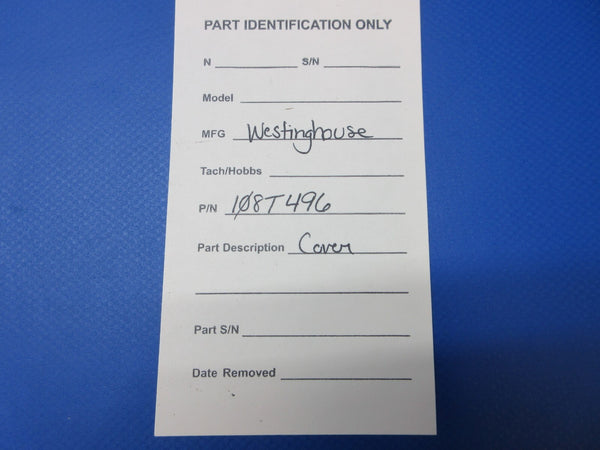 PART IDENTIFICATION ONLY
N S/N
Model
MFG Westinghouse
Tach/Hobbs
P/N 108T496
Part Description Cover
Part S/N
Date Removed